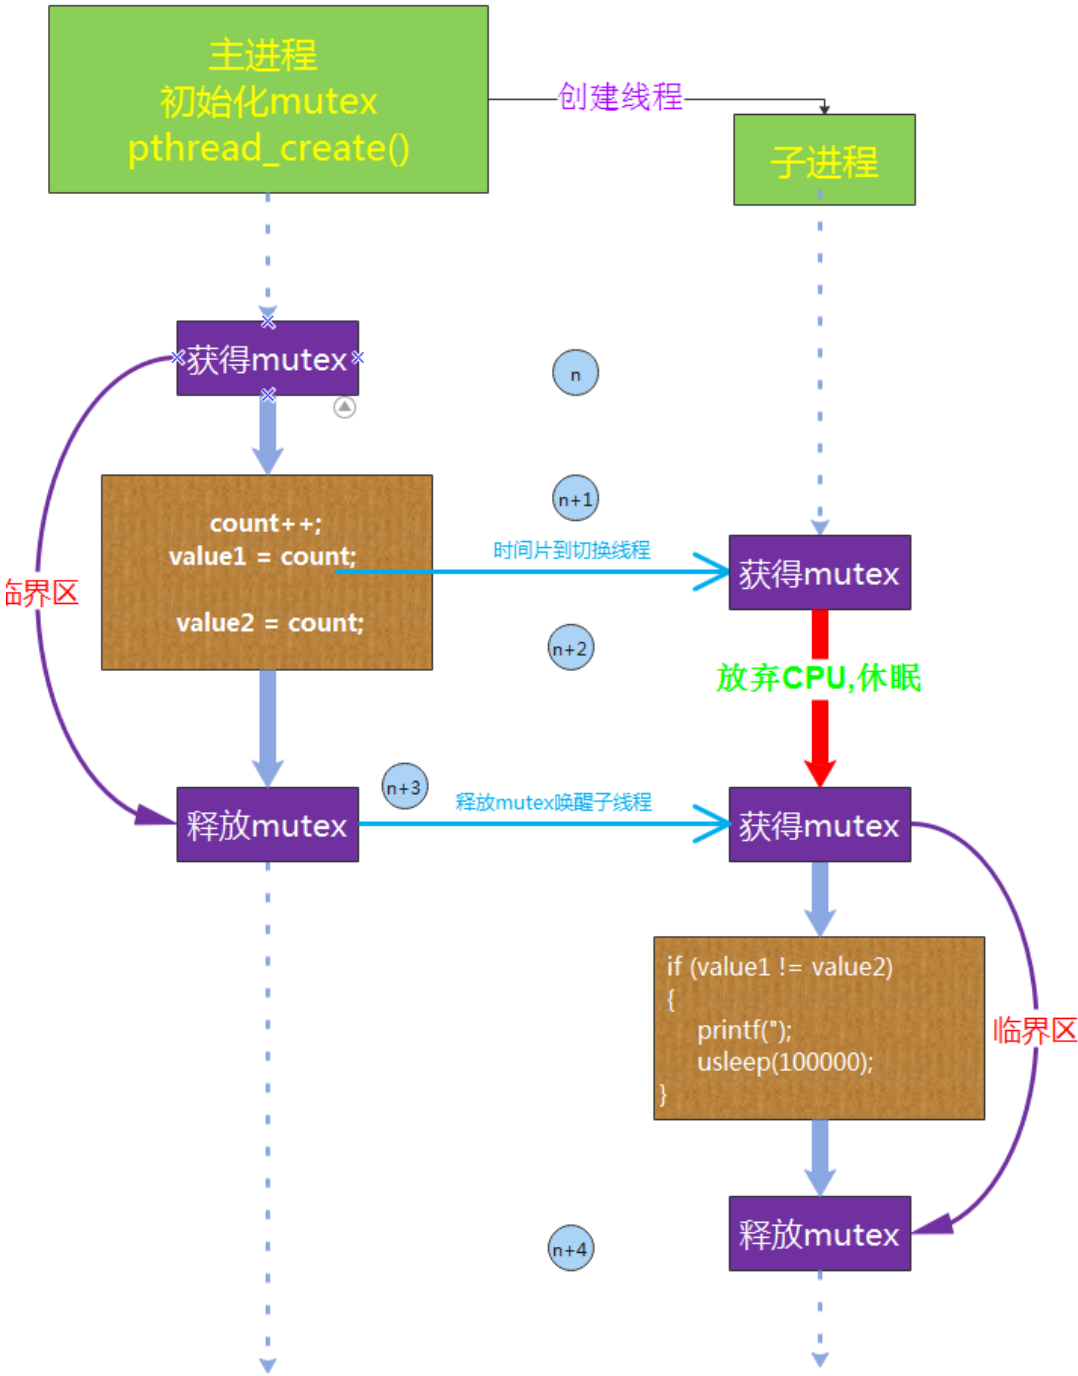 主进程
初始化mutex
pthread_create()
创建线程
子进程
获得mutex
n
count++;
value1 = count;
value2 = count;
临界区
n+1
时间片到切换线程
获得mutex
n+2
放弃CPU,休眠
释放mutex
n+3
释放mutex唤醒子线程
获得mutex
if (value1 != value2)
{
printf(");
usleep(100000);
}
临界区
释放mutex
n+4